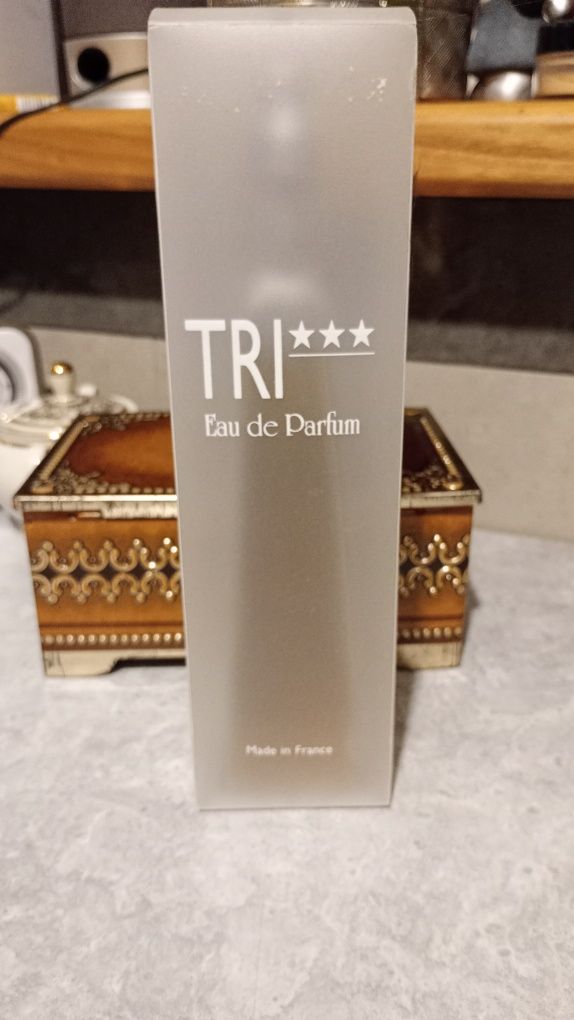 TRI★★★
Eau de Parfum
Made in France